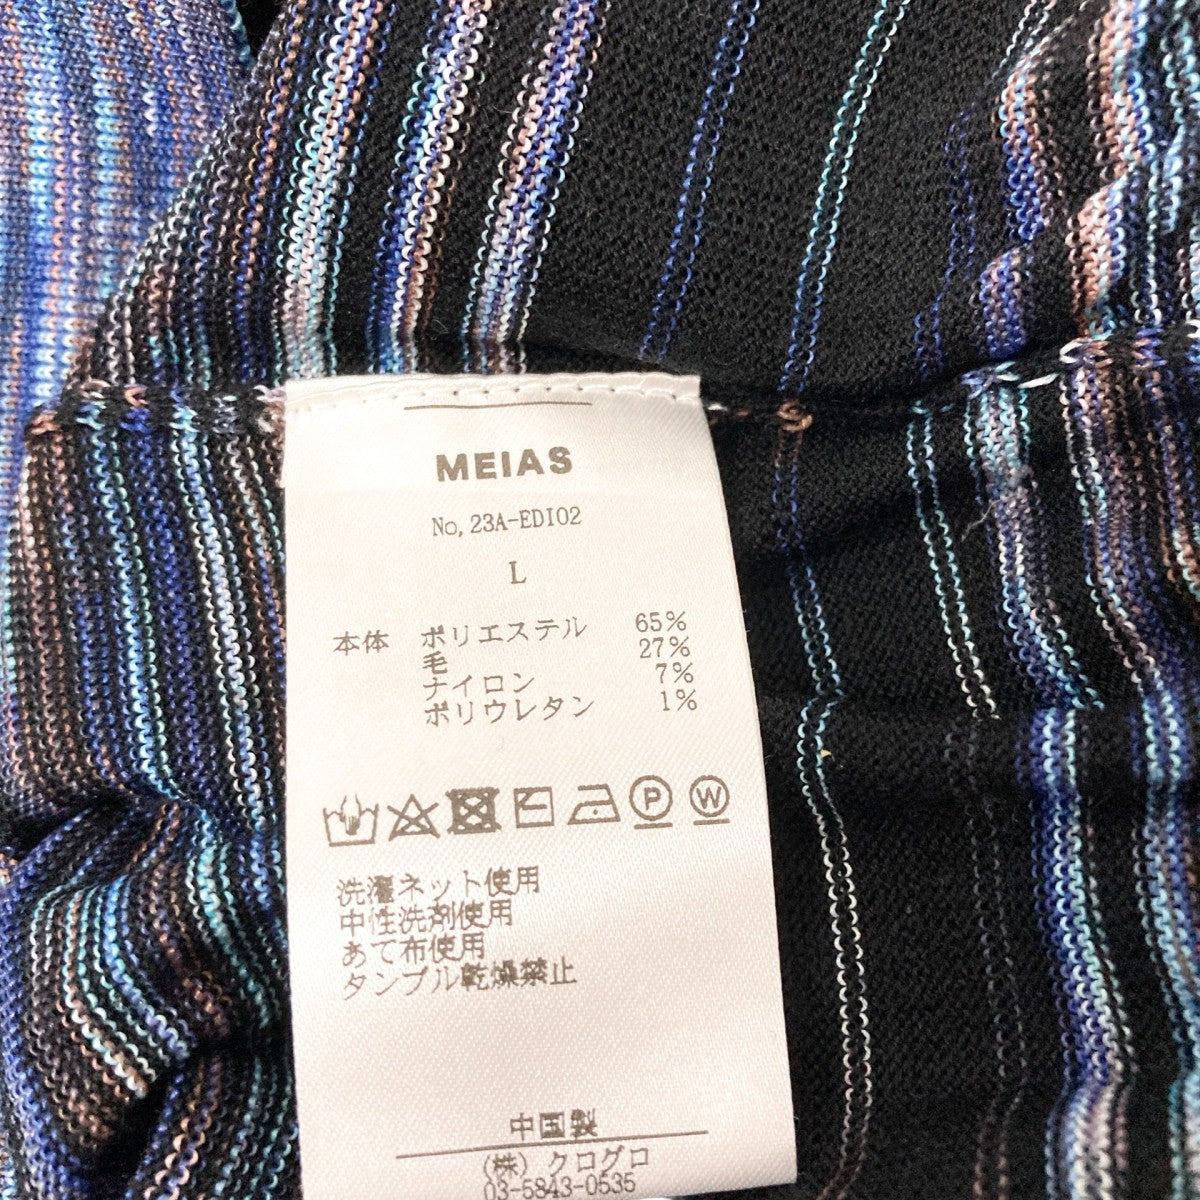 MEIAS
No, 23A-EDI02
L
本体 ポリエステル 65%
毛 27%
ナイロン 7%
ポリウレタン 1%
P W
洗濯ネット使用
中性洗剤使用
あて布使用
タンブル乾燥禁止
中国製
(株) クログロ
03-5843-0535